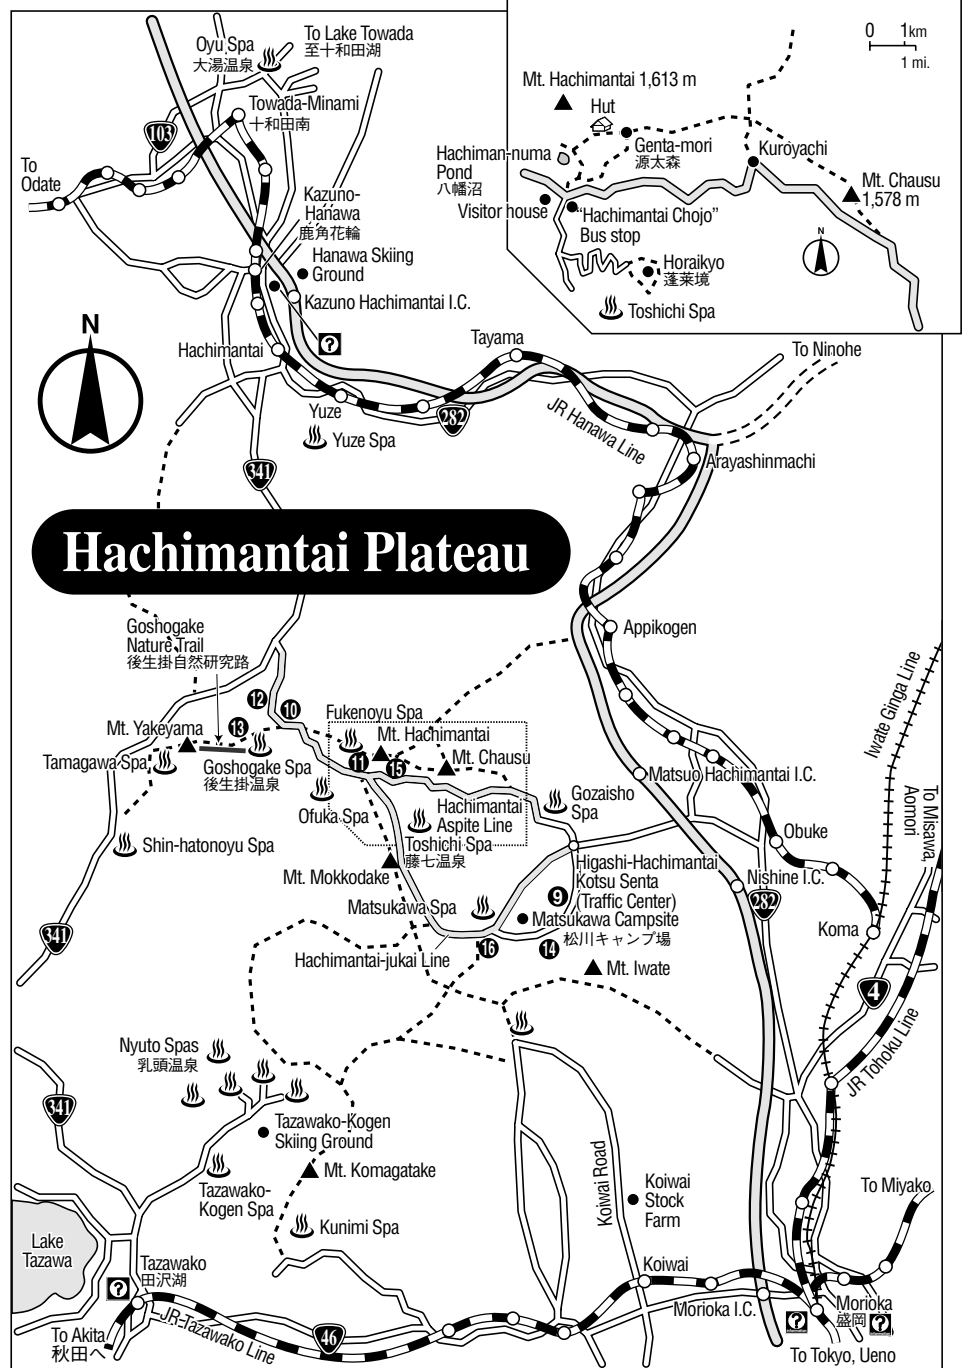 Oyu Spa
大湯温泉
To Lake Towada
至十和田湖
Towada-Minami
十和田南
103
To
Odate
Kazuno-
Hanawa
鹿角花輪
Hanawa Skiing
Ground
Kazuno Hachimantai I.C.
?
Hachimantai
N
Yuze
Yuze Spa
Tayama
282
341
JR Hanawa Line
To Ninohe
Arayashinmachi
0 1km
1 mi.
Mt. Hachimantai 1,613 m
Hut
Genta-mori
源太森
Kuroyachi
Hachiman-numa
Pond
八幡沼
Mt. Chausu
1,578 m
Visitor house
"Hachimantai Chojo"
Bus stop
N
Horaikyo
蓬莱境
Toshichi Spa
Hachimantai Plateau
Goshogake
Nature Trail
後生掛自然研究路
Appikogen
Iwate Ginga Line
12
10
13
Fukenoyu Spa
Mt. Yakeyama
Mt. Hachimantai
11
15
Mt. Chausu
Tamagawa Spa
Goshogake Spa
後生掛温泉
Matsuo Hachimantai I.C.
Ofuka Spa
Hachimantai
Aspite Line
Gozaisho
Spa
To Misawa,
Aomori
Shin-hatonoyu Spa
Toshichi Spa
藤七温泉
Obuke
Mt. Mokkodake
Higashi-Hachimantai
Kotsu Senta
(Traffic Center)
9
Nishine I.C.
282
Matsukawa Spa
Matsukawa Campsite
松川キャンプ場
Koma
341
Hachimantai-jukai Line
16
14
Mt. Iwate
4
JR Tohoku Line
Nyuto Spas
乳頭温泉
341
Tazawako-Kogen
Skiing Ground
Mt. Komagatake
Tazawako-
Kogen Spa
Kunimi Spa
Koiwai Road
Koiwai
Stock
Farm
To Miyako
Lake
Tazawa
Tazawako
田沢湖
?
Koiwai
Morioka I.C.
Morioka
盛岡
?
?
To Akita
秋田へ
JR Tazawako Line
46
To Tokyo, Ueno